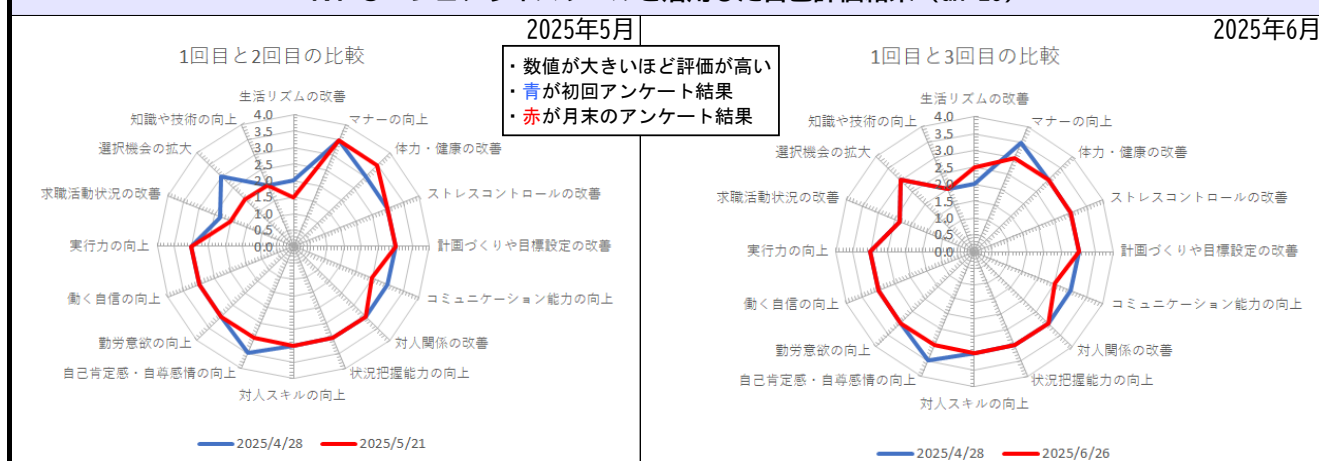 2025年5月
2025年6月
1回目と2回目の比較
1回目と3回目の比較
・数値が大きいほど評価が高い
・青が初回アンケート結果
・赤が月末のアンケート結果
生活リズムの改善
マナーの向上
体力・健康の改善
ストレスコントロールの改善
計画づくりや目標設定の改善
コミュニケーション能力の向上
対人関係の改善
状況把握能力の向上
対人スキルの向上
自己肯定感・自尊感情の向上
勤労意欲の向上
働く自信の向上
実行力の向上
求職活動状況の改善
選択機会の拡大
知識や技術の向上
4.0
3.5
3.0
2.5
2.0
1.5
1.0
0.5
0.0
2025/4/28
2025/5/21
生活リズムの改善
マナーの向上
体力・健康の改善
ストレスコントロールの改善
計画づくりや目標設定の改善
コミュニケーション能力の向上
対人関係の改善
状況把握能力の向上
対人スキルの向上
自己肯定感・自尊感情の向上
勤労意欲の向上
働く自信の向上
実行力の向上
求職活動状況の改善
選択機会の拡大
知識や技術の向上
4.0
3.5
3.0
2.5
2.0
1.5
1.0
0.5
0.0
2025/4/28
2025/6/26